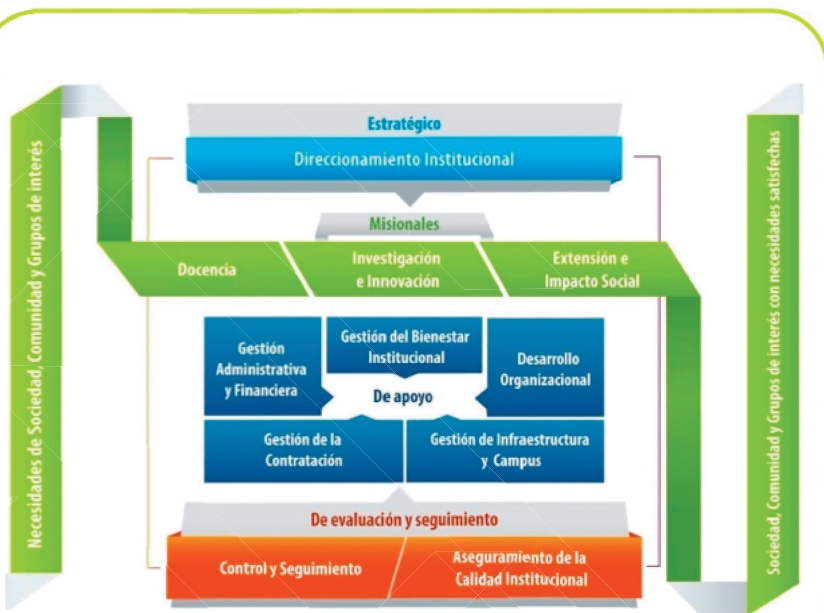 Necesidades de Sociedad, Comunidad y Grupos de interés
Estratégico
Direccionamiento Institucional
Misionales
Docencia
Investigación
e Innovación
Extensión e
Impacto Social
Gestión
Administrativa
y Financiera
Gestión del Bienestar
Institucional
Desarrollo
Organizacional
De apoyo
Gestión de la
Contratación
Gestión de Infraestructura
y Campus
De evaluación y seguimiento
Control y Seguimiento
Aseguramiento de la
Calidad Institucional
Sociedad, Comunidad y Grupos de interés con necesidades satisfechas